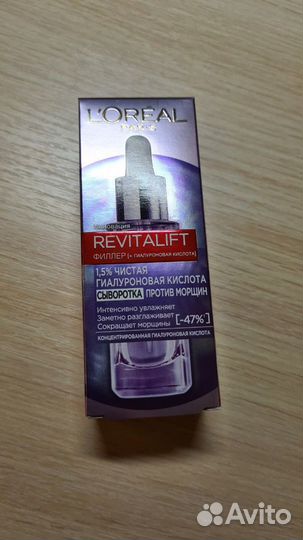 L'ORÉAL
PARIS
Инновация
REVITALIFT
ФИЛЛЕР [+ ГИАЛУРОНОВАЯ КИСЛОТА]
1,5% ЧИСТАЯ
ГИАЛУРОНОВАЯ КИСЛОТА
СЫВОРОТКА ПРОТИВ МОРЩИН
Интенсивно увлажняет
Заметно разглаживает
Сокращает морщины [-47%*]
КОНЦЕНТРИРОВАННАЯ ГИАЛУРОНОВАЯ КИСЛОТА
Avito